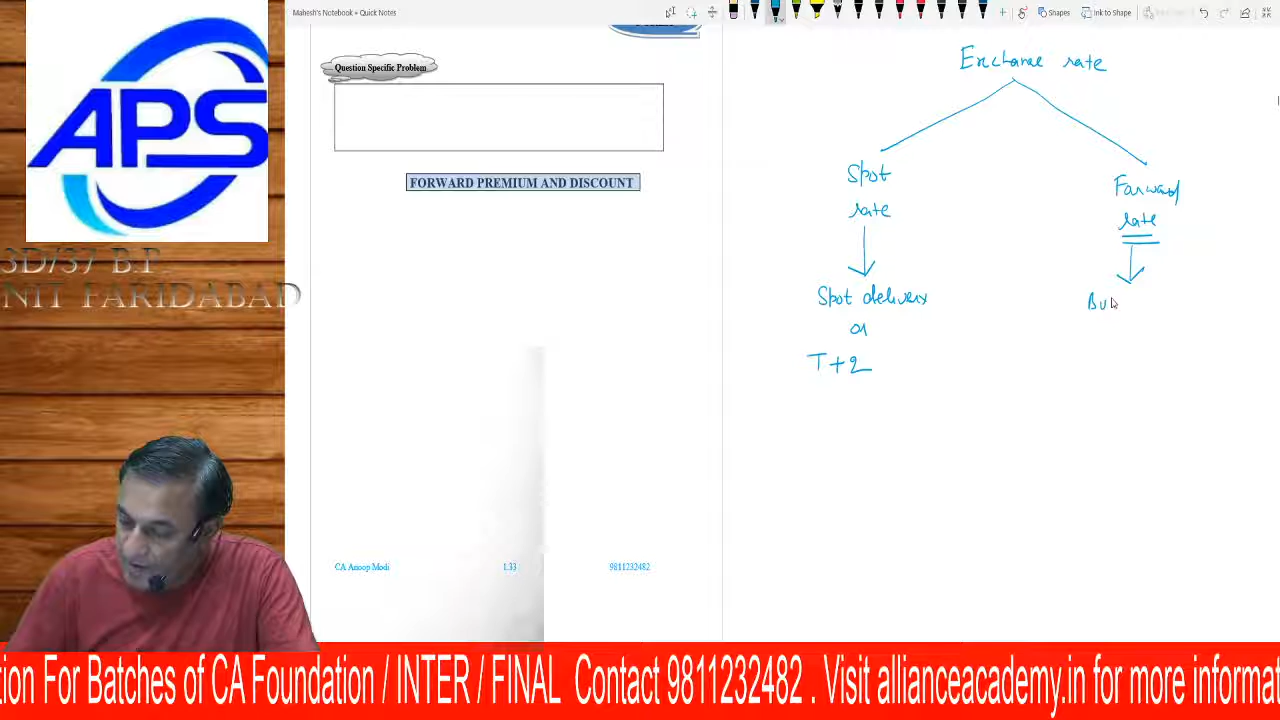 APS
3D/37 B.P.
NIT FARIDABAD
Mahesh's Notebook + Quick Notes
Shapes
Ink to Shape
Question Specific Problem
FORWARD PREMIUM AND DISCOUNT
CA Anoop Modi 1.33 9811232482
Exchange rate
Spot
rate
Spot delivery
or
T+2
Forward
rate
Bu
tion For Batches of CA Foundation / INTER / FINAL Contact 9811232482 . Visit allianceacademy.in for more informat